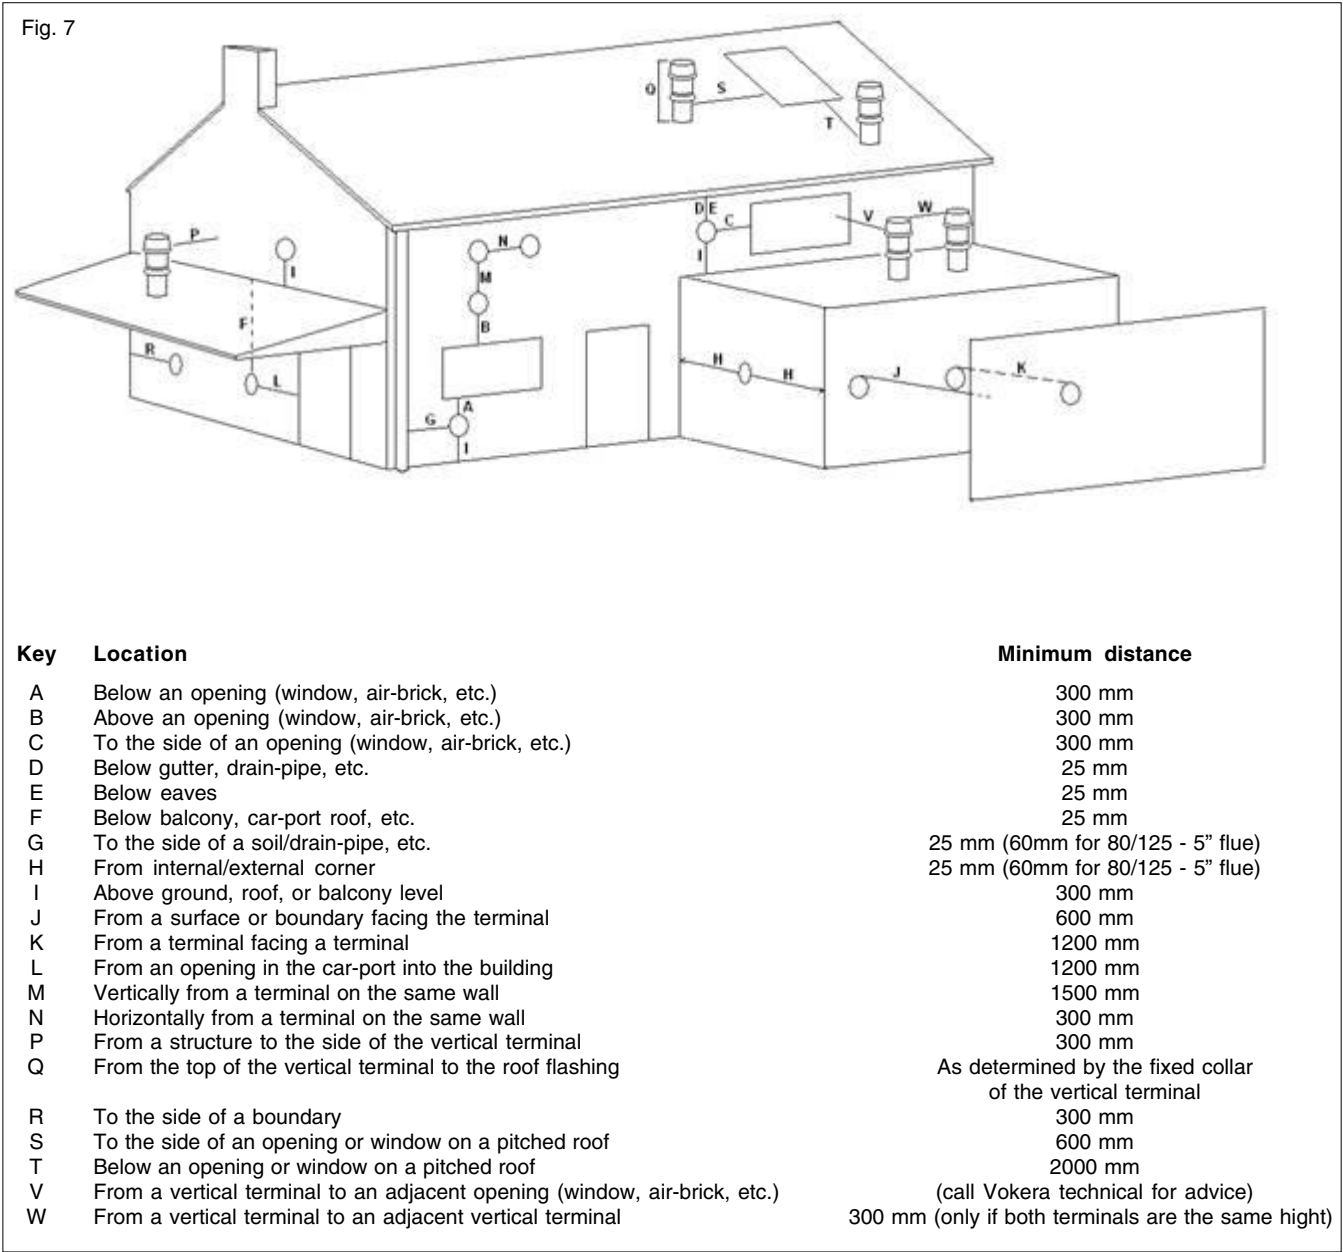 Fig. 7
Q
S
T
D E
C
V
W
I
P
I
N
M
F
B
R
L
H
H
J
K
A
G
I
Key Location Minimum distance
A Below an opening (window, air-brick, etc.) 300 mm
B Above an opening (window, air-brick, etc.) 300 mm
C To the side of an opening (window, air-brick, etc.) 300 mm
D Below gutter, drain-pipe, etc. 25 mm
E Below eaves 25 mm
F Below balcony, car-port roof, etc. 25 mm
G To the side of a soil/drain-pipe, etc. 25 mm (60mm for 80/125 - 5” flue)
H From internal/external corner 25 mm (60mm for 80/125 - 5” flue)
I Above ground, roof, or balcony level 300 mm
J From a surface or boundary facing the terminal 600 mm
K From a terminal facing a terminal 1200 mm
L From an opening in the car-port into the building 1200 mm
M Vertically from a terminal on the same wall 1500 mm
N Horizontally from a terminal on the same wall 300 mm
P From a structure to the side of the vertical terminal 300 mm
Q From the top of the vertical terminal to the roof flashing As determined by the fixed collar
of the vertical terminal
R To the side of a boundary 300 mm
S To the side of an opening or window on a pitched roof 600 mm
T Below an opening or window on a pitched roof 2000 mm
V From a vertical terminal to an adjacent opening (window, air-brick, etc.) (call Vokera technical for advice)
W From a vertical terminal to an adjacent vertical terminal 300 mm (only if both terminals are the same hight)